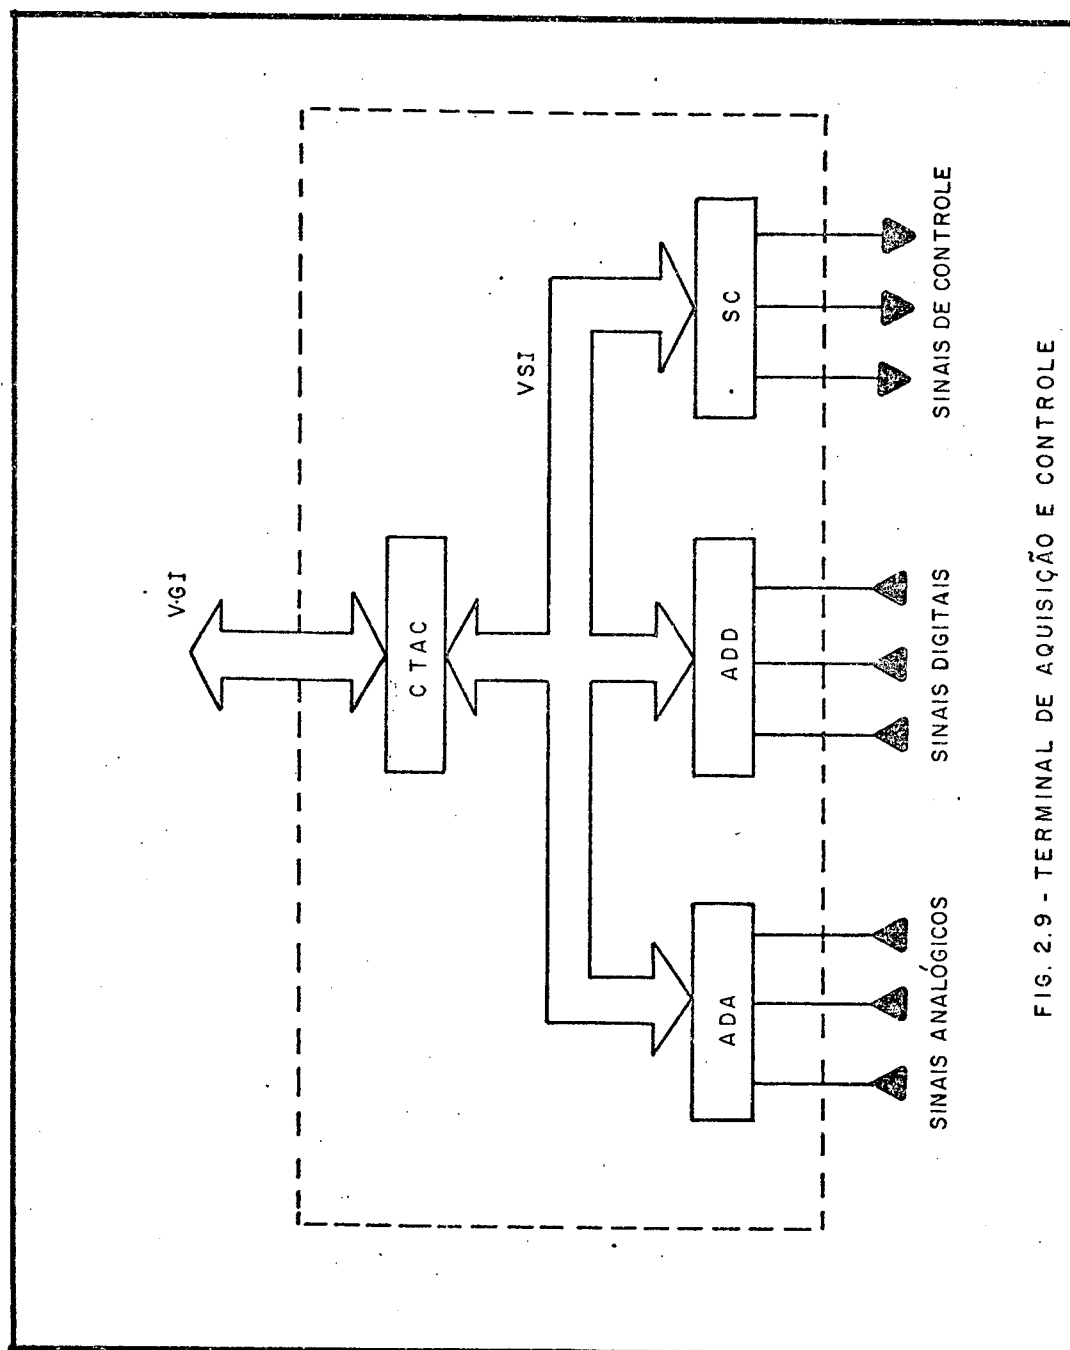 VGI
CTAC
VSI
ADA
ADD
SC
SINAIS ANALÓGICOS
SINAIS DIGITAIS
SINAIS DE CONTROLE
FIG. 2.9 - TERMINAL DE AQUISIÇÃO E CONTROLE